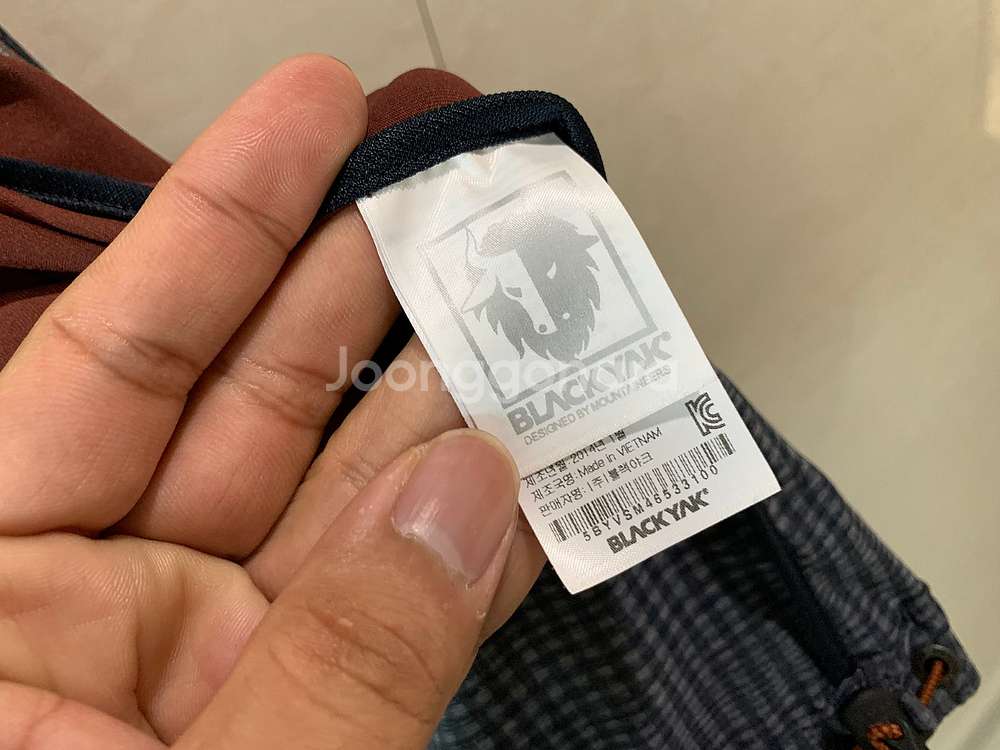 BLACKYAK®
DESIGNED BY MOUNTAINEERS
제조년월: 2014년 1월
제조국명: Made in VIETNAM
판매자명: (주)블랙야크
5BYVSM46533100
BLACKYAK®
Joonggonara